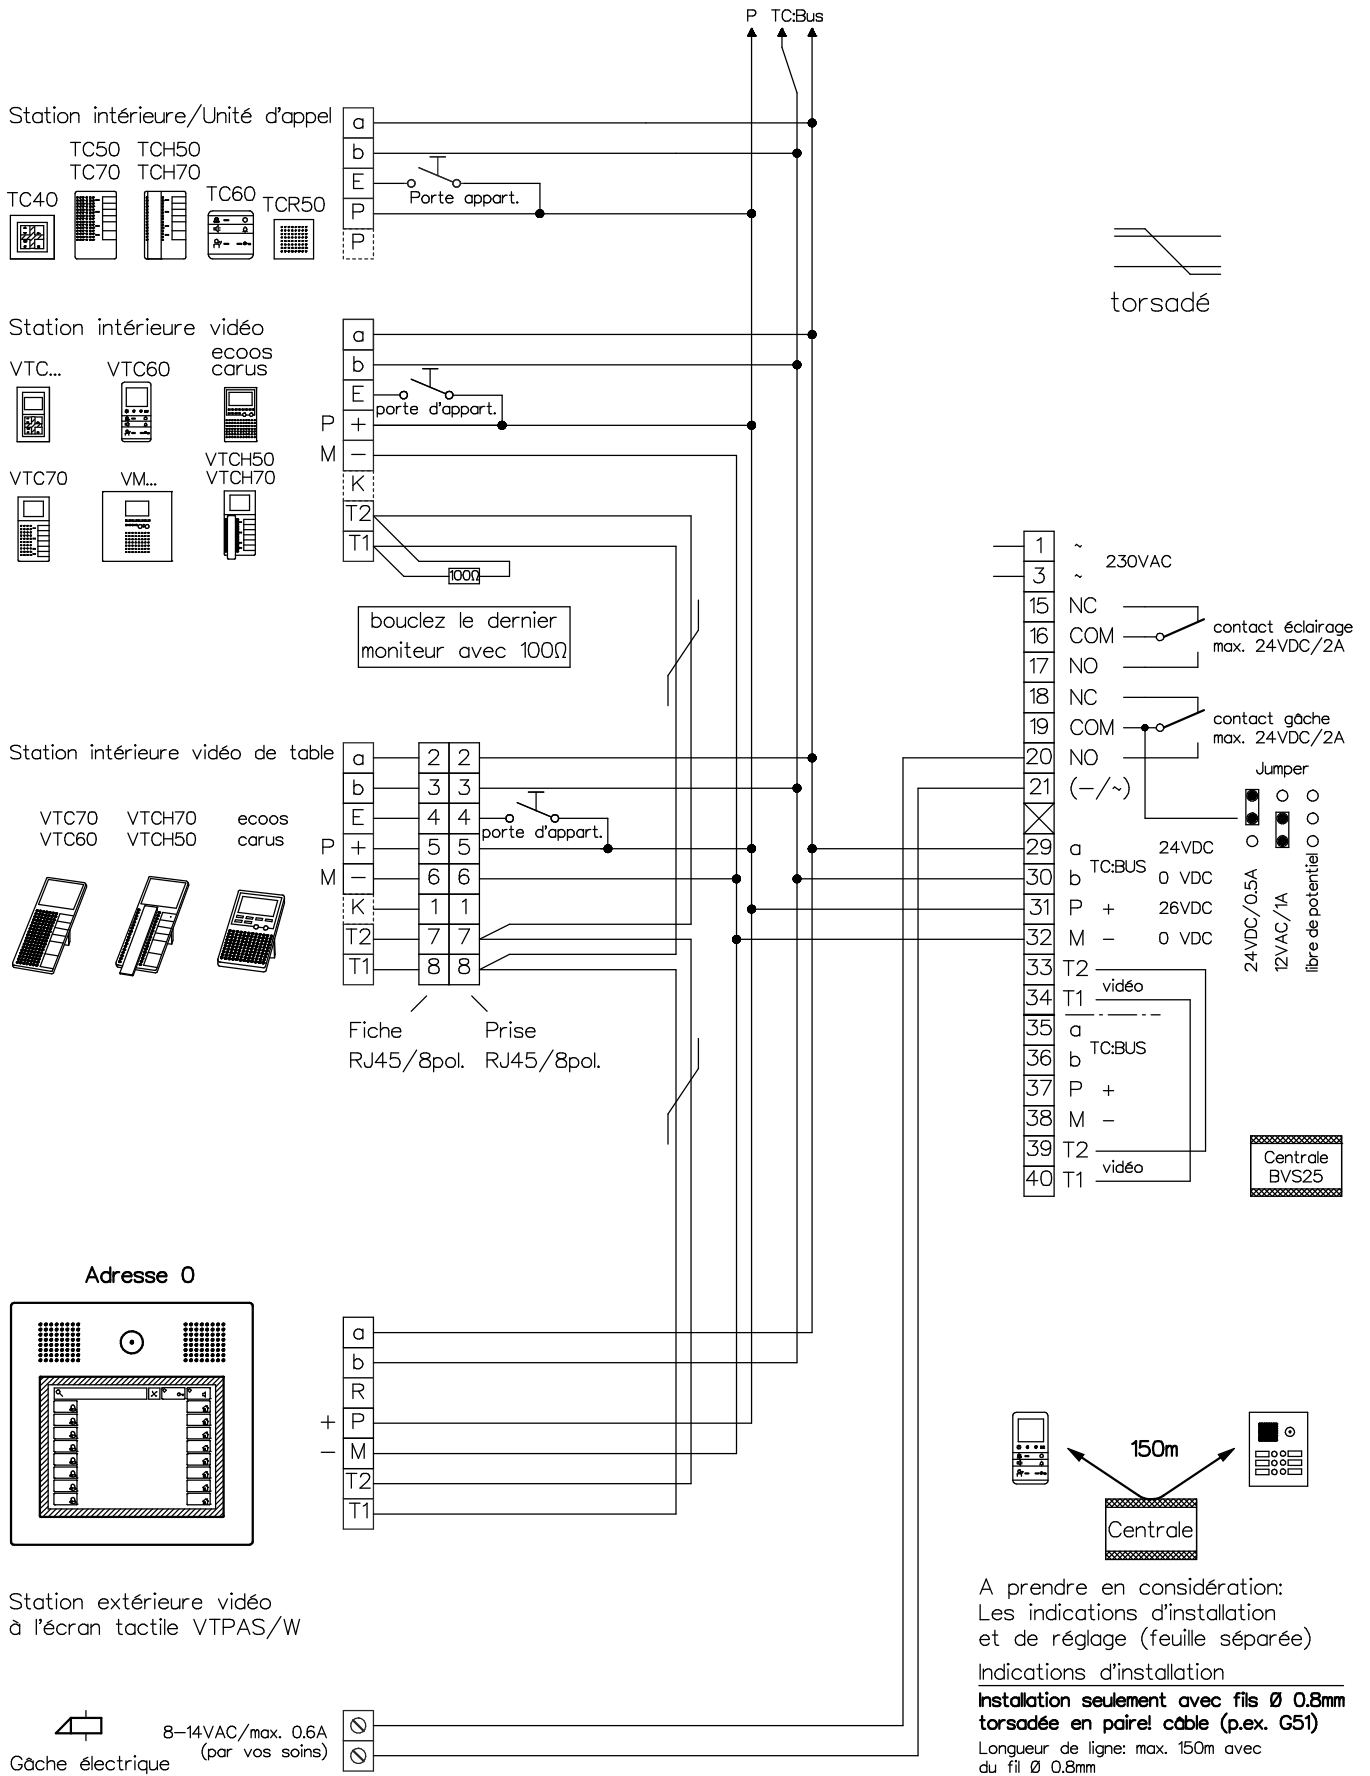 P TC:Bus
Station intérieure/Unité d'appel
TC50 TCH50
TC70 TCH70
TC40
TC60
TCR50
a
b
E
P
P
Porte appart.
torsadé
Station intérieure vidéo
VTC...
VTC60
ecoos
carus
VTC70
VM...
VTCH50
VTCH70
a
b
E
P +
M -
K
T2
T1
porte d'appart.
100Ω
bouclez le dernier
moniteur avec 100Ω
Station intérieure vidéo de table
VTC70 VTCH70 ecoos
VTC60 VTCH50 carus
a 2 2
b 3 3
E 4 4
P + 5 5
M - 6 6
K 1 1
T2 7 7
T1 8 8
porte d'appart.
Fiche
RJ45/8pol.
Prise
RJ45/8pol.
1 ~
3 ~
230VAC
15 NC
16 COM
17 NO
contact éclairage
max. 24VDC/2A
18 NC
19 COM
20 NO
contact gâche
max. 24VDC/2A
21 (-/~)
Jumper
24VDC/0.5A
12VAC/1A
libre de potentiel
29 a 24VDC
TC:BUS
30 b 0 VDC
31 P + 26VDC
32 M - 0 VDC
33 T2
vidéo
34 T1
35 a
TC:BUS
36 b
37 P +
38 M -
39 T2
vidéo
40 T1
Centrale
BVS25
Adresse 0
a
b
R
+ P
- M
T2
T1
Station extérieure vidéo
à l'écran tactile VTPAS/W
Gâche électrique
8-14VAC/max. 0.6A
(par vos soins)
150m
Centrale
A prendre en considération:
Les indications d'installation
et de réglage (feuille séparée)
Indications d'installation
Installation seulement avec fils Ø 0.8mm
torsadée en paire! câble (p.ex. G51)
Longueur de ligne: max. 150m avec
du fil Ø 0.8mm